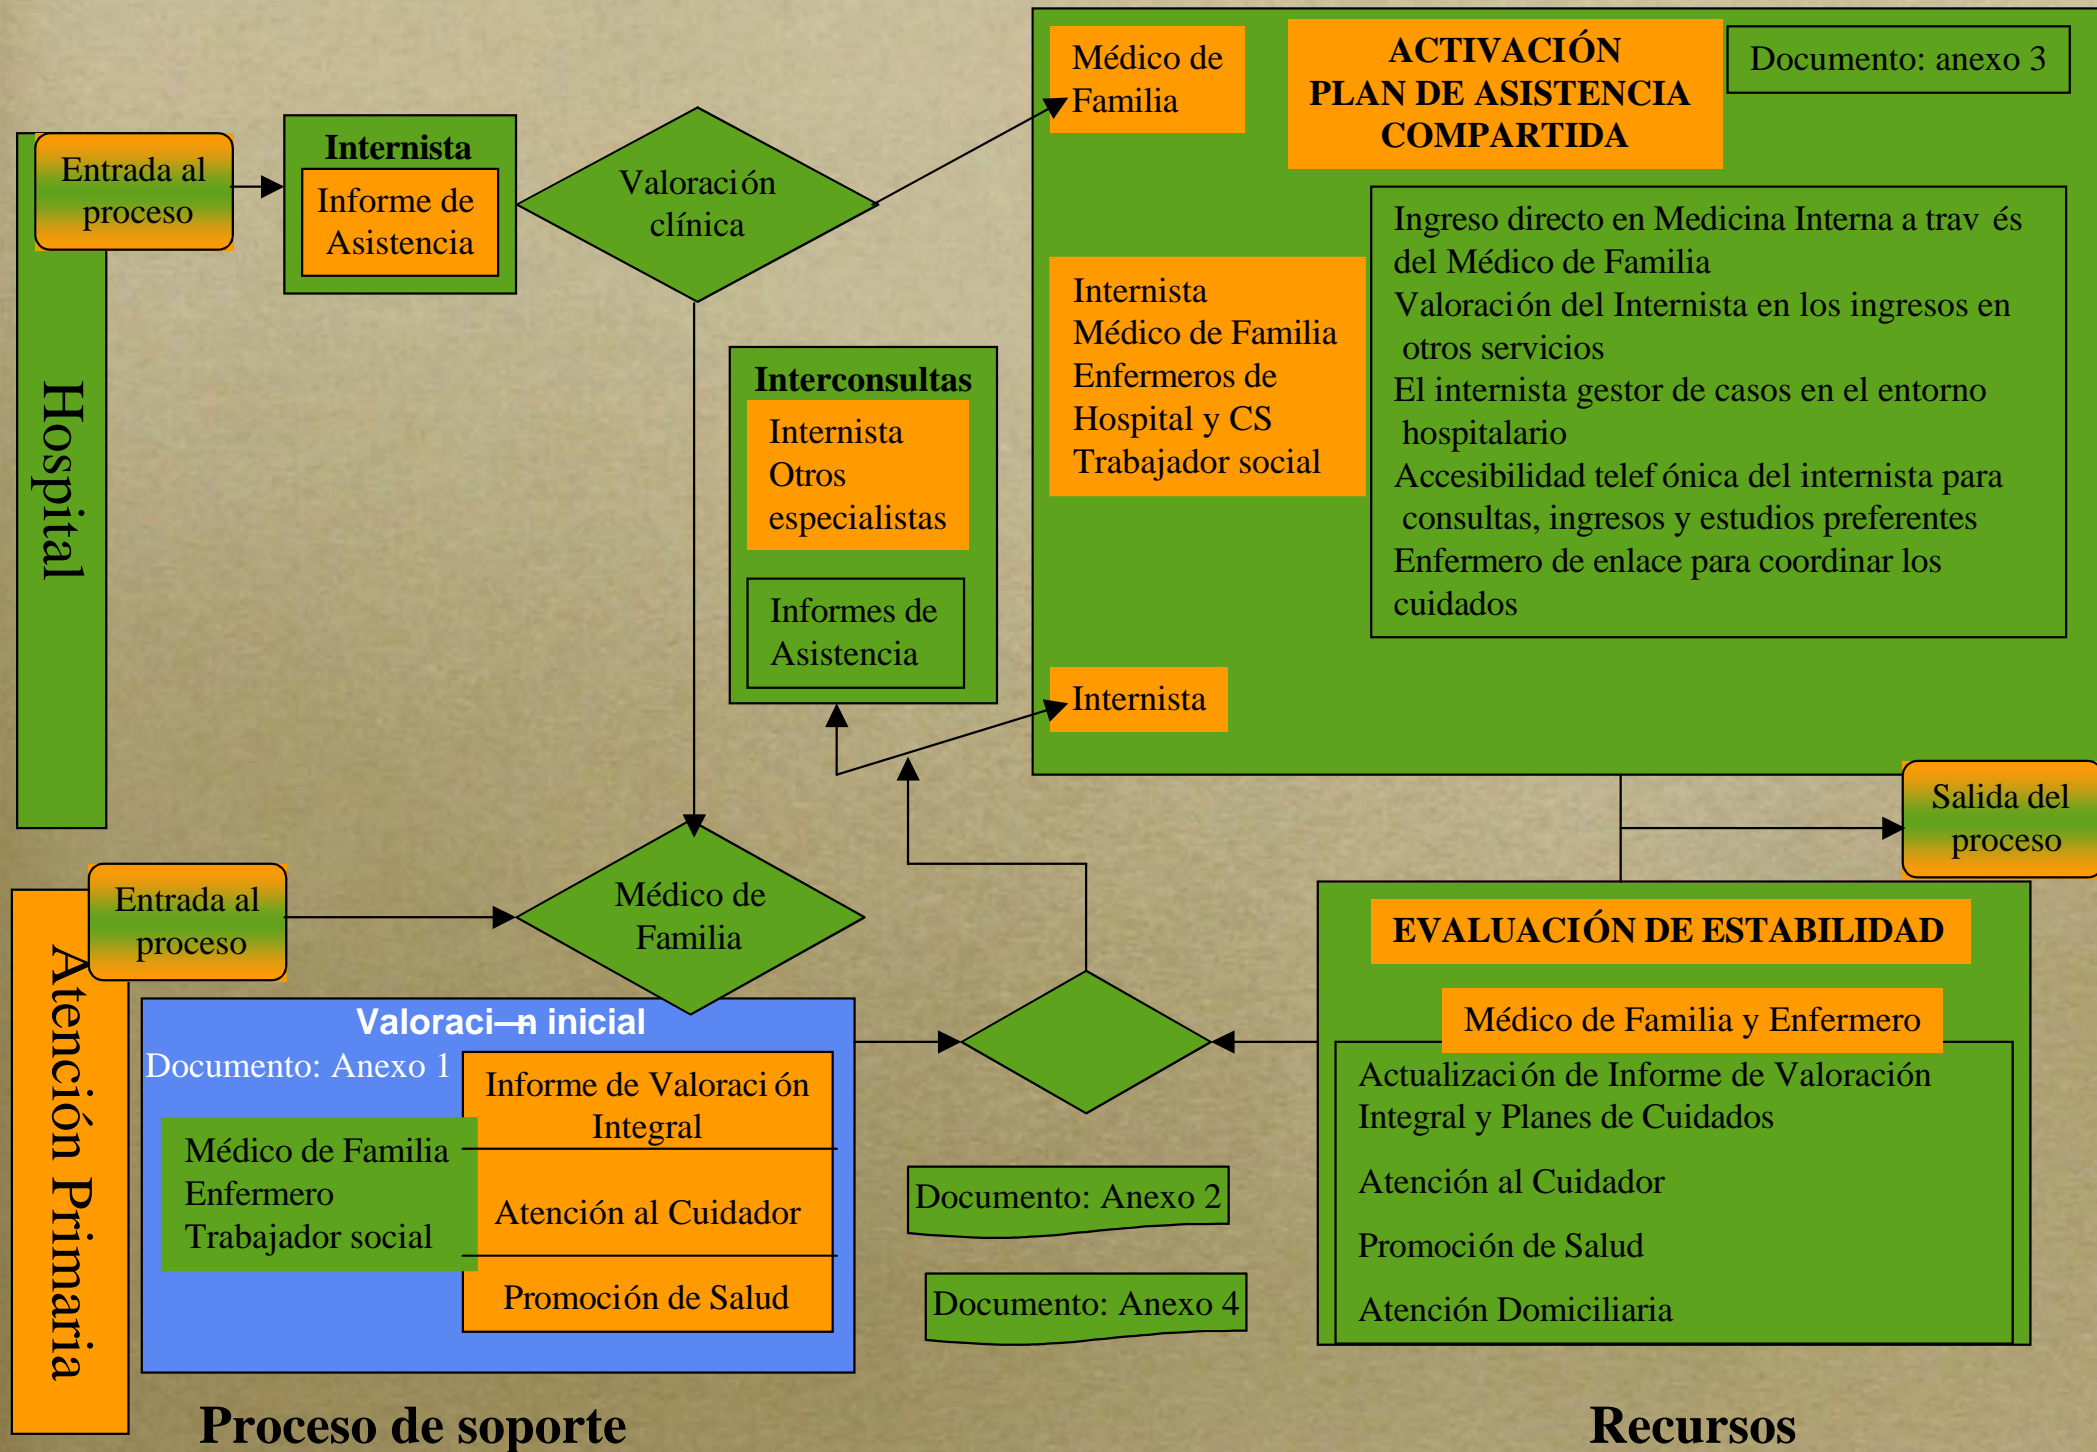 Hospital
Entrada al
proceso
Internista
Informe de
Asistencia
Valoración
clínica
Interconsultas
Internista
Otros
especialistas
Informes de
Asistencia
Médico de
Familia
ACTIVACIÓN
PLAN DE ASISTENCIA
COMPARTIDA
Documento: anexo 3
Internista
Médico de Familia
Enfermeros de
Hospital y CS
Trabajador social
Ingreso directo en Medicina Interna a trav és
del Médico de Familia
Valoración del Internista en los ingresos en
otros servicios
El internista gestor de casos en el entorno
hospitalario
Accesibilidad telef ónica del internista para
consultas, ingresos y estudios preferentes
Enfermero de enlace para coordinar los
cuidados
Internista
Salida del
proceso
Atención Primaria
Entrada al
proceso
Médico de
Familia
Valoraci—n inicial
Documento: Anexo 1
Médico de Familia
Enfermero
Trabajador social
Informe de Valoraci ón
Integral
Atención al Cuidador
Promoción de Salud
Documento: Anexo 2
Documento: Anexo 4
EVALUACIÓN DE ESTABILIDAD
Médico de Familia y Enfermero
Actualización de Informe de Valoración
Integral y Planes de Cuidados
Atención al Cuidador
Promoción de Salud
Atención Domiciliaria
Proceso de soporte
Recursos